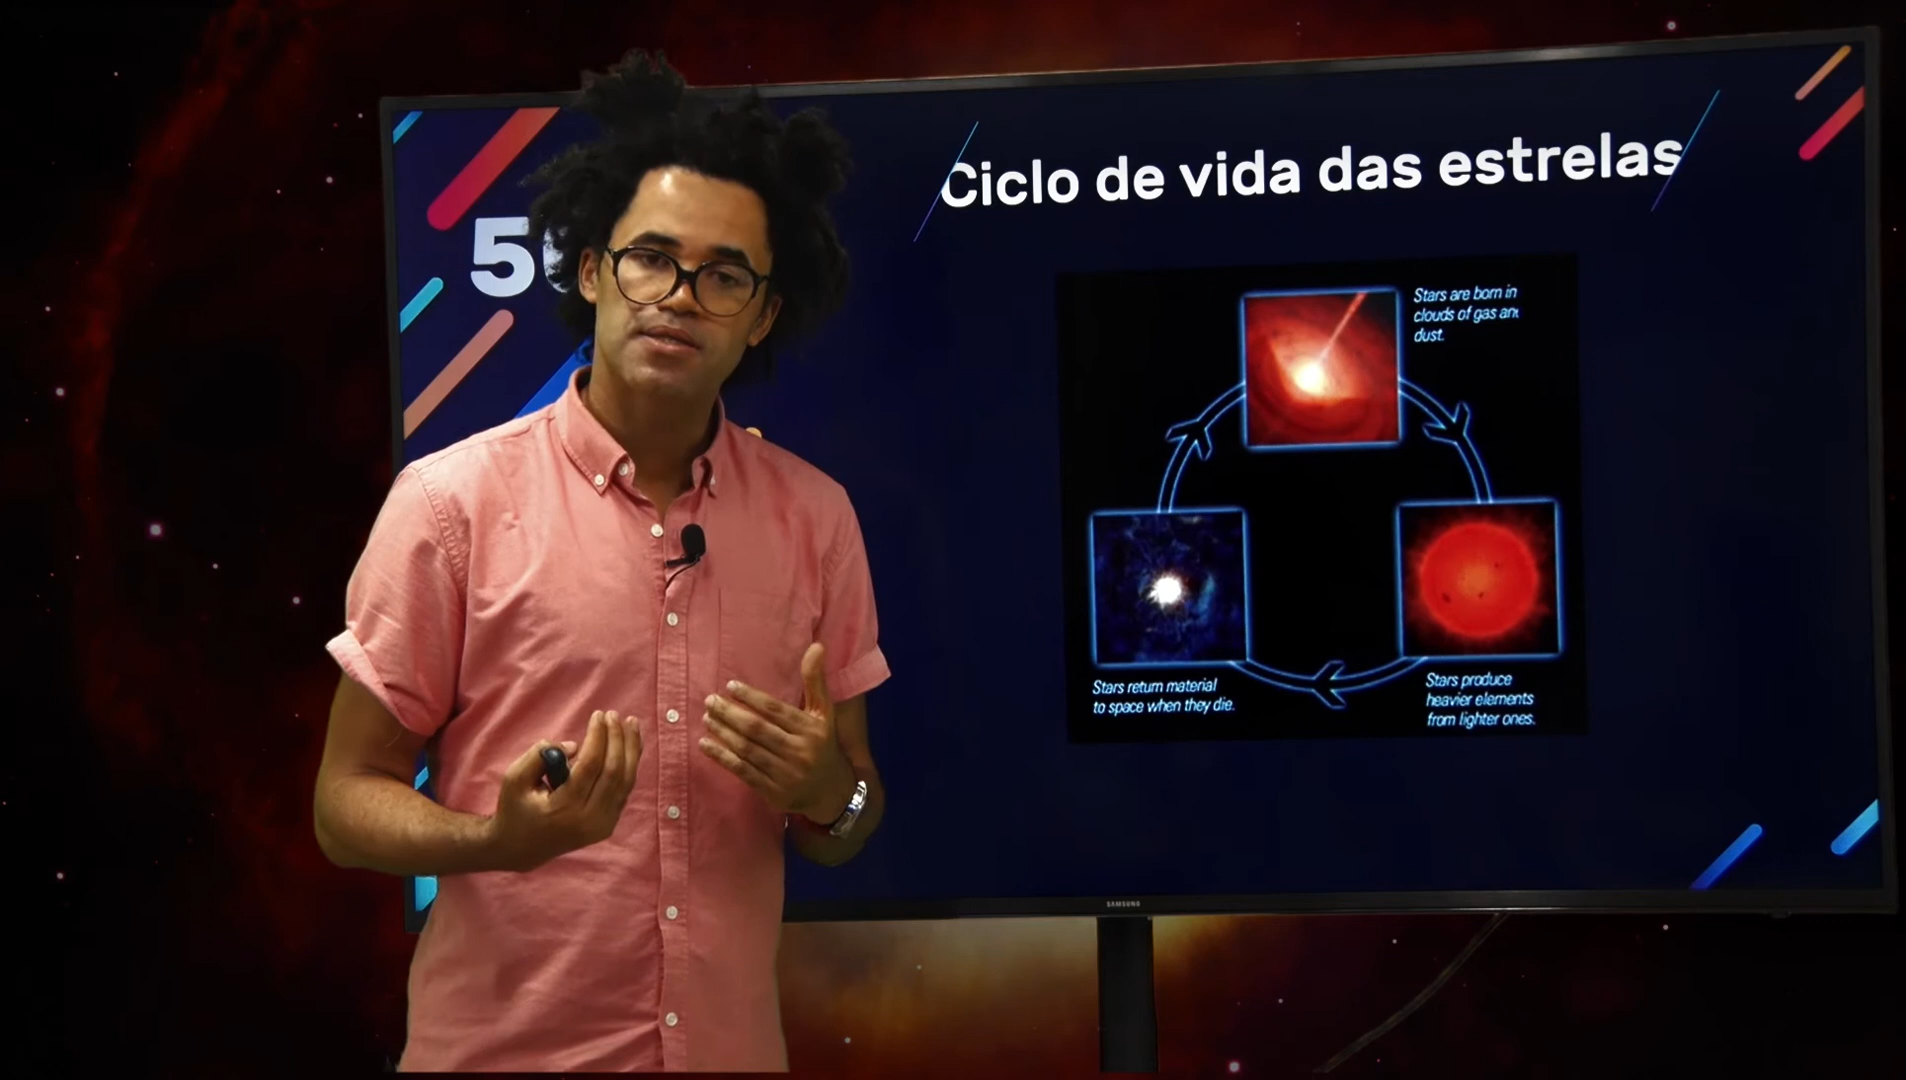 Ciclo de vida das estrelas
5
Stars are born in
clouds of gas and
dust.
Stars return material
to space when they die.
Stars produce
heavier elements
from lighter ones.
SAMSUNG